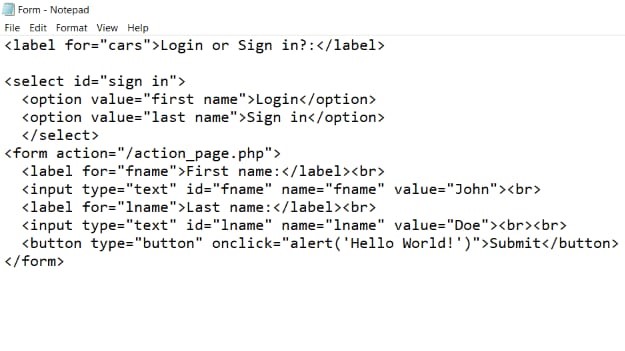 Form - Notepad
File Edit Format View Help
<label for="cars">Login or Sign in?:</label>

<select id="sign in">
  <option value="first name">Login</option>
  <option value="last name">Sign in</option>
  </select>
<form action="/action_page.php">
  <label for="fname">First name:</label><br>
  <input type="text" id="fname" name="fname" value="John"><br>
  <label for="lname">Last name:</label><br>
  <input type="text" id="lname" name="lname" value="Doe"><br><br>
  <button type="button" onclick="alert('Hello World!')">Submit</button>
</form>